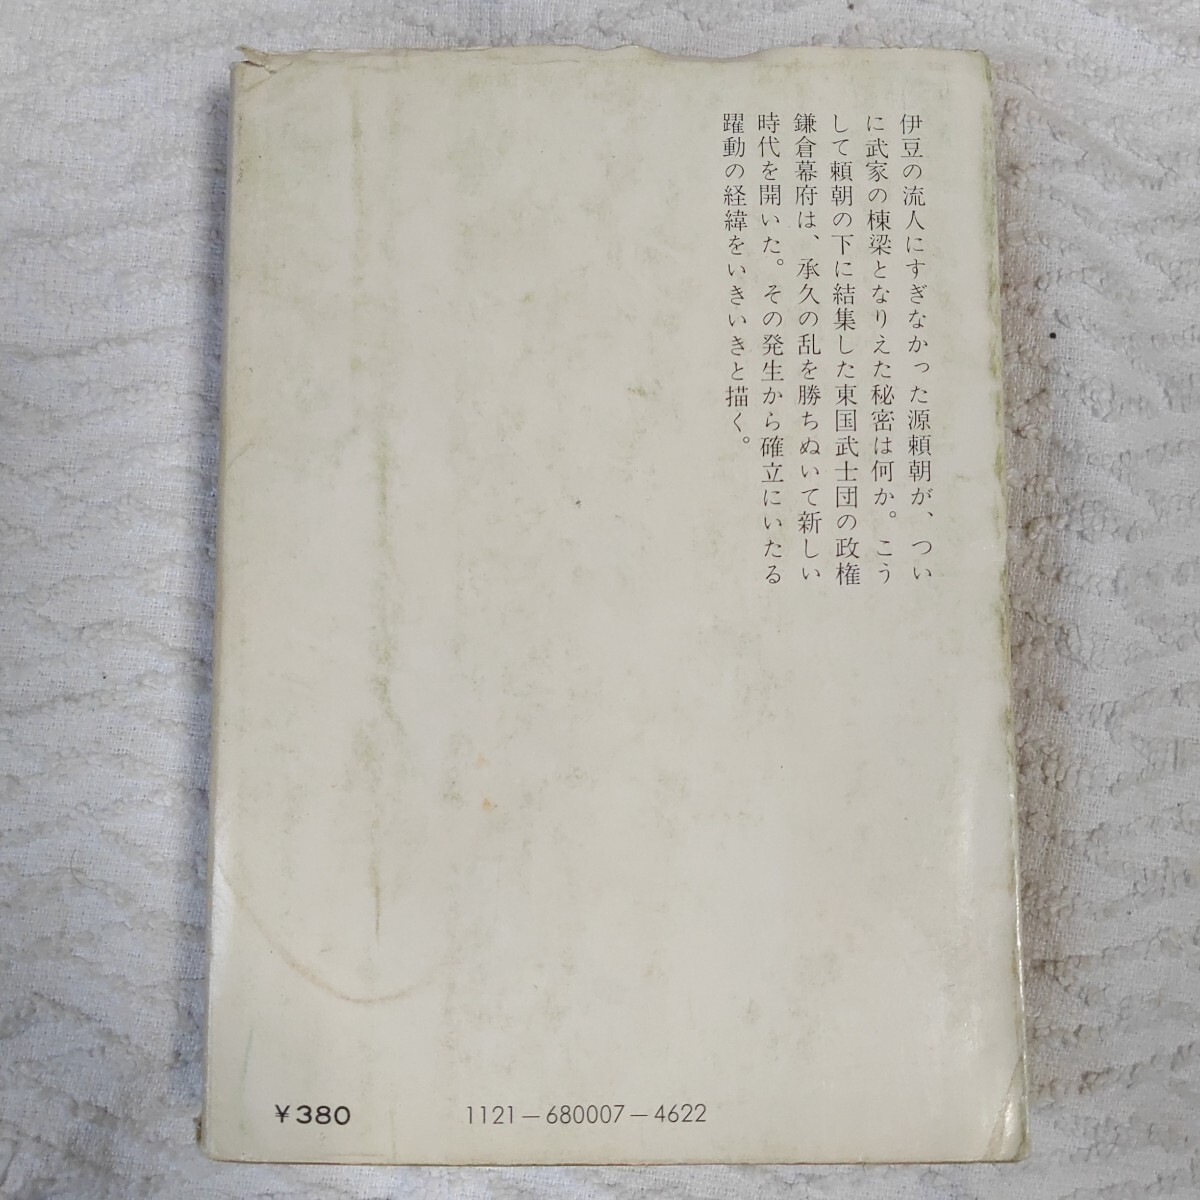 伊豆の流人にすぎなかった源頼朝が、つい
に武家の棟梁となりえた秘密は何か。こう
して頼朝の下に結集した東国武士団の政権
鎌倉幕府は、承久の乱を勝ちぬいて新しい
時代を開いた。その発生から確立にいたる
躍動の経緯をいきいきと描く。
￥380
1121－680007－4622